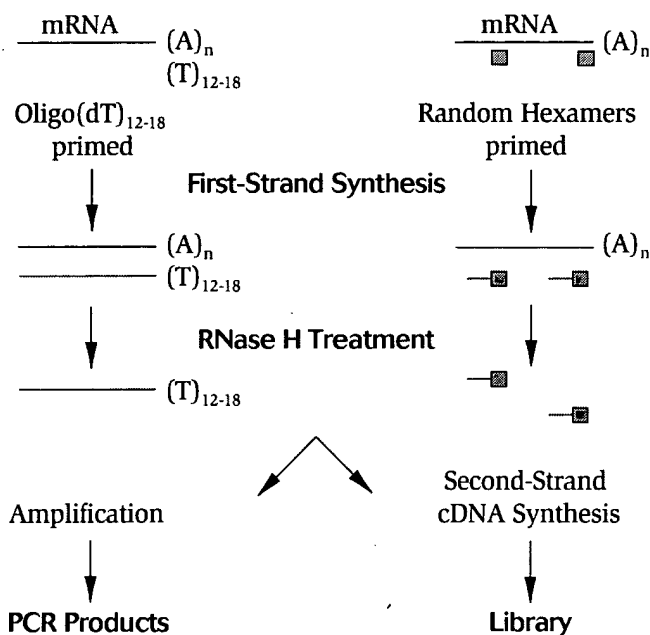 mRNA
(A)n
(T)12-18
Oligo(dT)12-18
primed
mRNA
(A)n
Random Hexamers
primed
First-Strand Synthesis
(A)n
(T)12-18
(A)n
RNase H Treatment
(T)12-18
Amplification
Second-Strand
cDNA Synthesis
PCR Products
Library